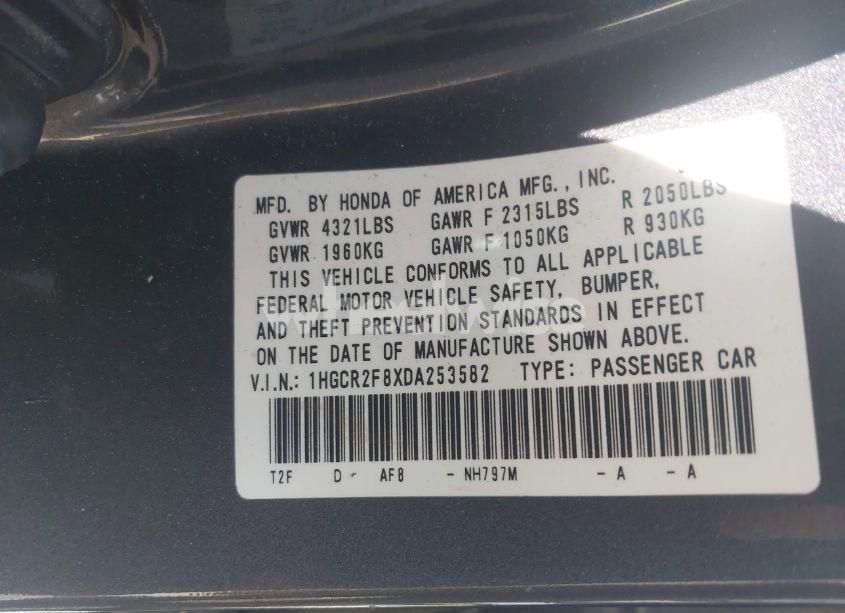 MFD. BY HONDA OF AMERICA MFG., INC.
GVWR 4321LBS GAWR F 2315LBS R 2050LBS
GVWR 1960KG GAWR F 1050KG R 930KG
THIS VEHICLE CONFORMS TO ALL APPLICABLE
FEDERAL MOTOR VEHICLE SAFETY, BUMPER,
AND THEFT PREVENTION STANDARDS IN EFFECT
ON THE DATE OF MANUFACTURE SHOWN ABOVE.
V.I.N.: 1HGCR2F8XDA253582 TYPE: PASSENGER CAR
T2F D- AF8 - NH797M - A - A